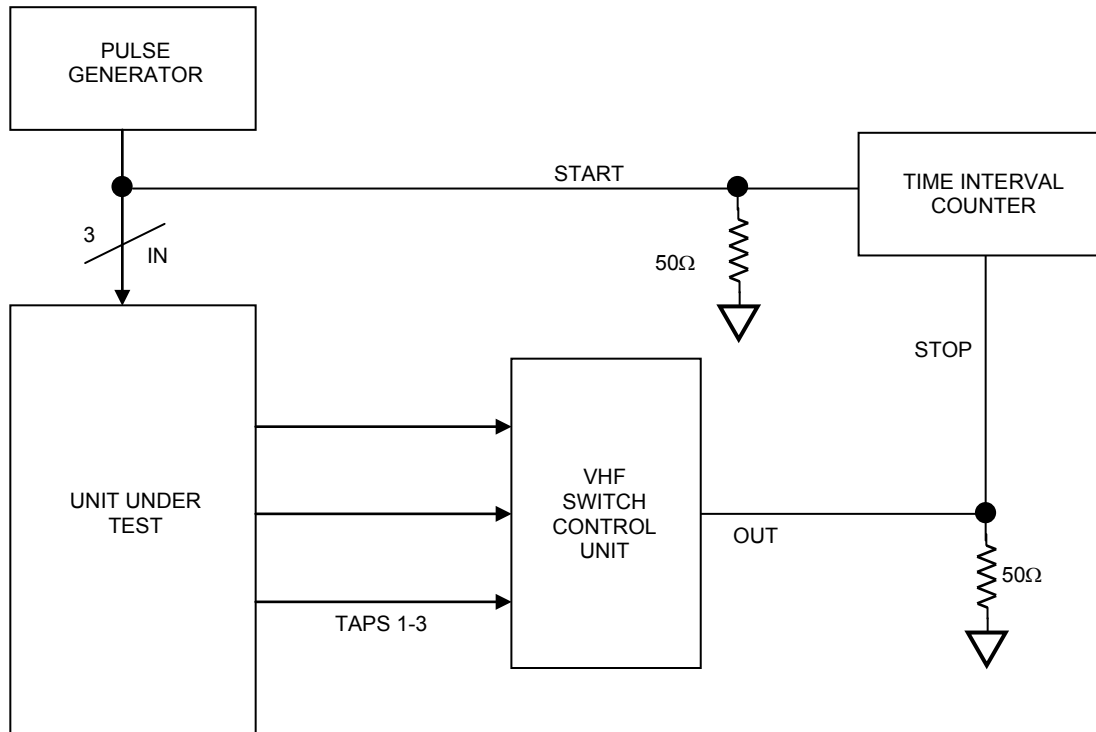 PULSE
GENERATOR
START
TIME INTERVAL
COUNTER
3
IN
50Ω
STOP
UNIT UNDER
TEST
VHF
SWITCH
CONTROL
UNIT
OUT
50Ω
TAPS 1-3